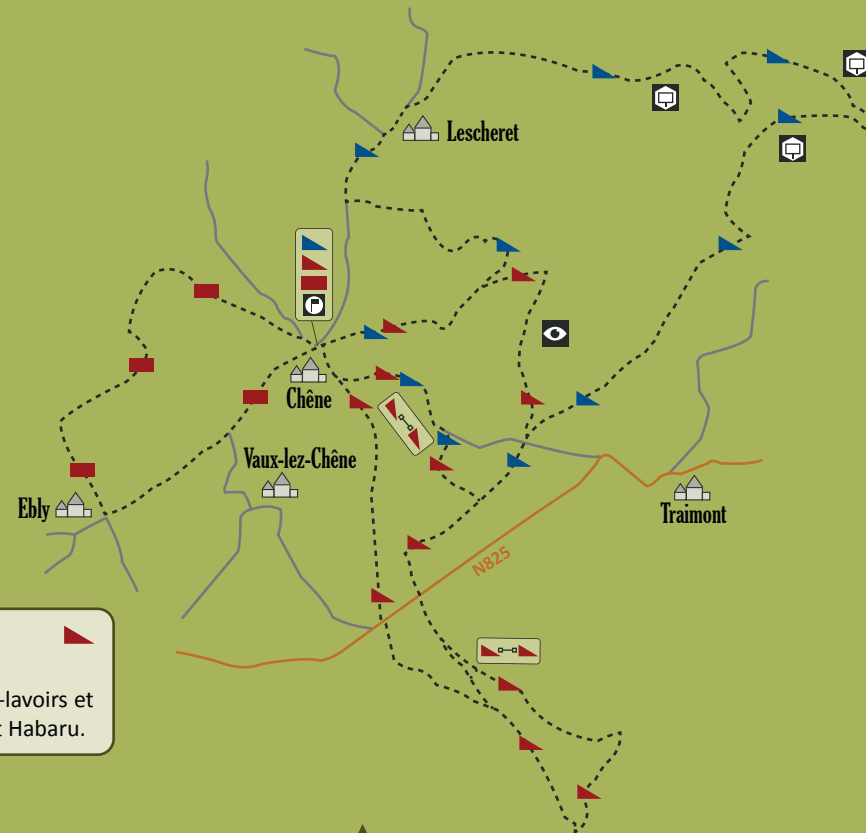 Lescheret
Chêne
Vaux-lez-Chêne
Ebly
Traimont
N825
-lavoirs et
t Habaru.